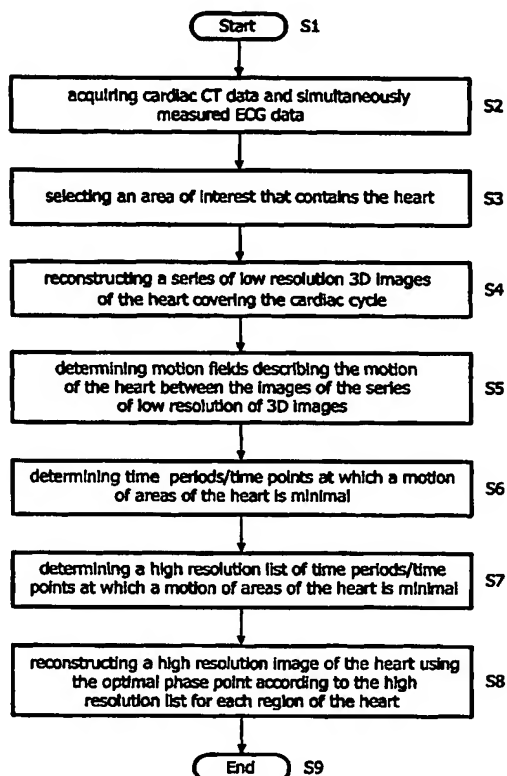 Start S1
acquiring cardiac CT data and simultaneously
measured ECG data
S2
selecting an area of interest that contains the heart
S3
reconstructing a series of low resolution 3D images
of the heart covering the cardiac cycle
S4
determining motion fields describing the motion
of the heart between the images of the series
of low resolution of 3D images
S5
determining time periods/time points at which a motion
of areas of the heart is minimal
S6
determining a high resolution list of time periods/time
points at which a motion of areas of the heart is minimal
S7
reconstructing a high resolution image of the heart using
the optimal phase point according to the high
resolution list for each region of the heart
S8
End S9